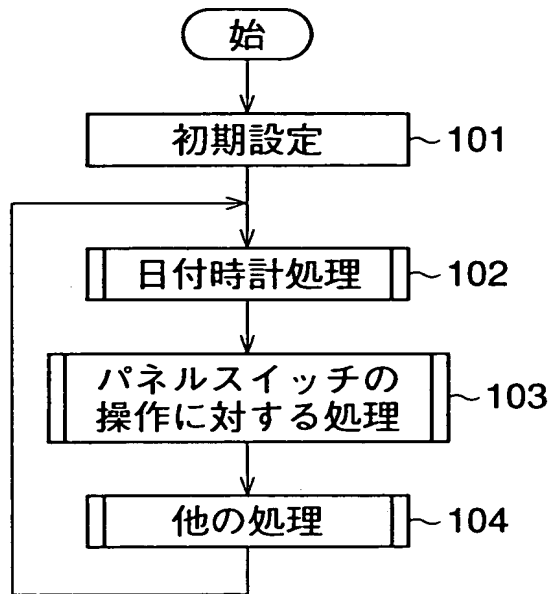 始
初期設定
101
日付時計処理
102
パネルスイッチの
操作に対する処理
103
他の処理
104